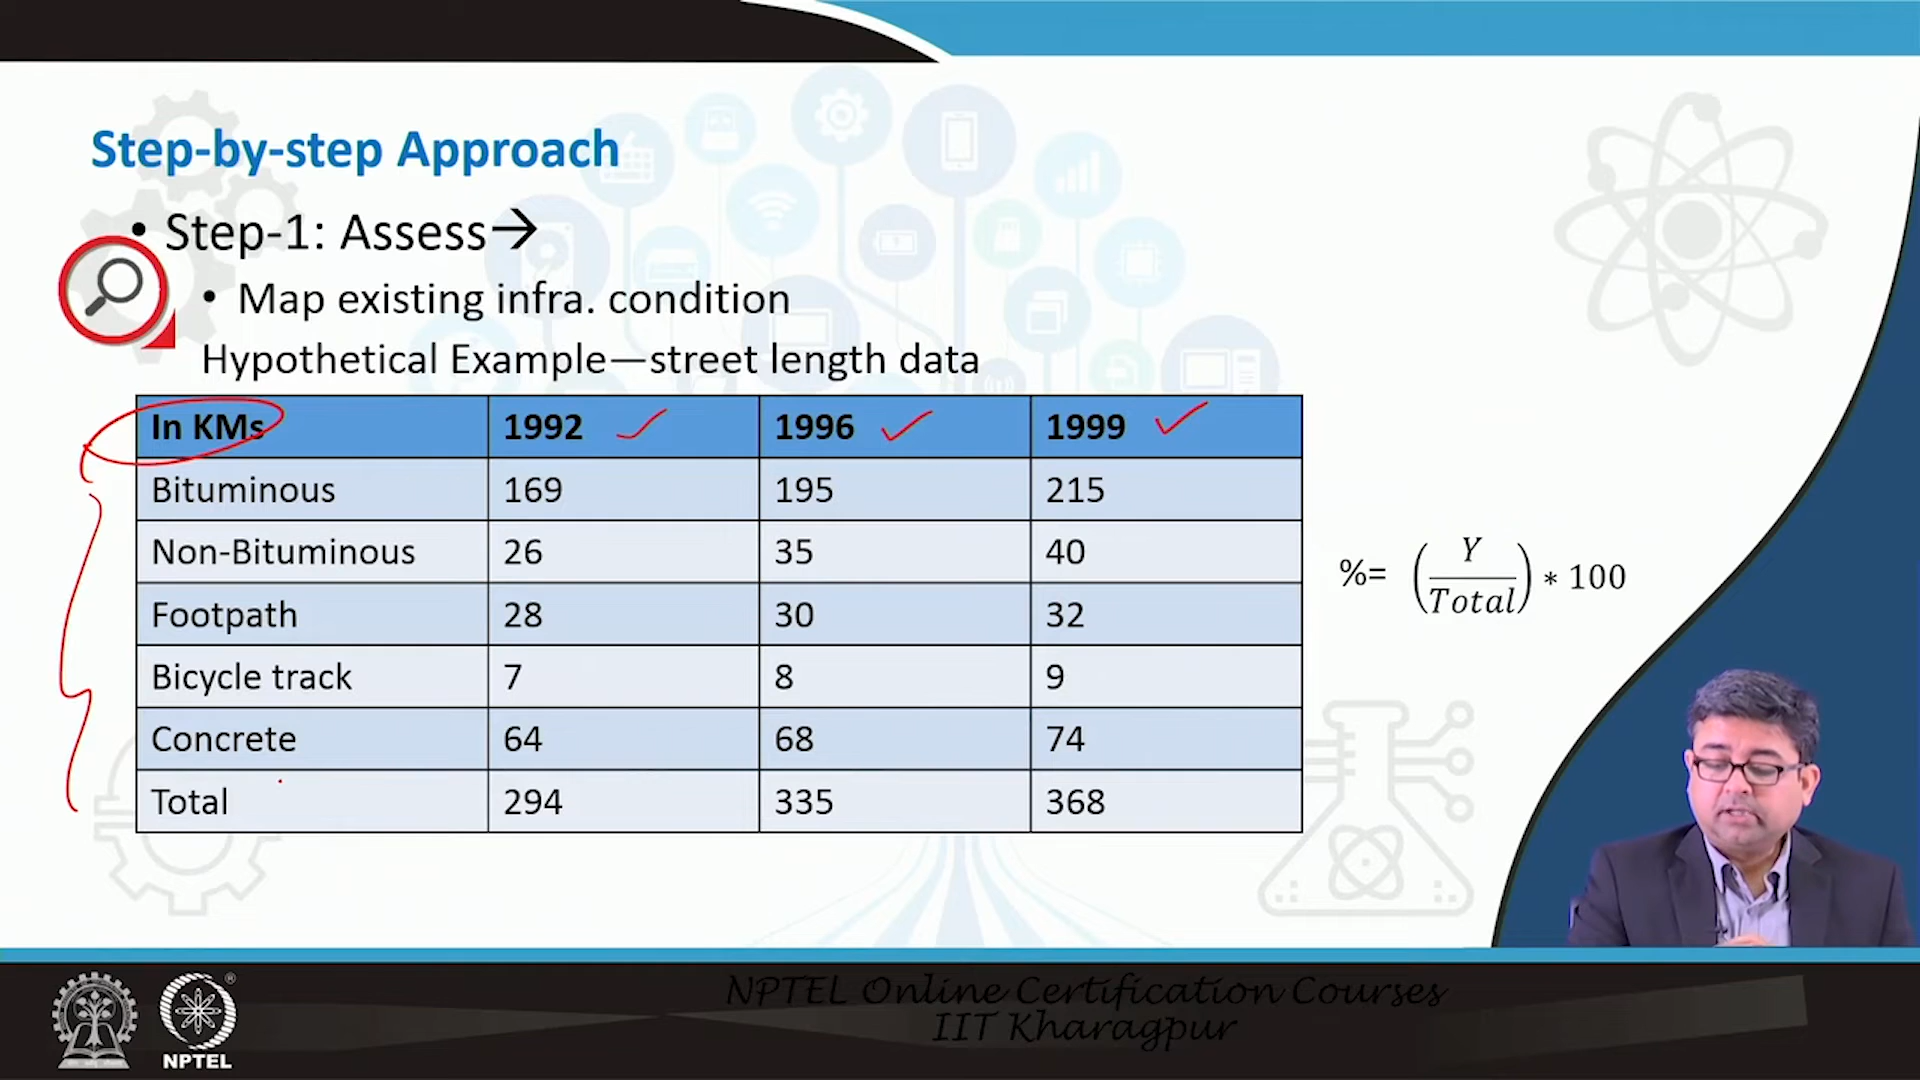 Step-by-step Approach
• Step-1: Assess→
• Map existing infra. condition
Hypothetical Example—street length data
In KMs 1992 1996 1999
Bituminous 169 195 215
Non-Bituminous 26 35 40
Footpath 28 30 32
Bicycle track 7 8 9
Concrete 64 68 74
Total 294 335 368
%= (Y/Total) * 100
NPTEL Online Certification Courses
IIT Kharagpur
NPTEL
®